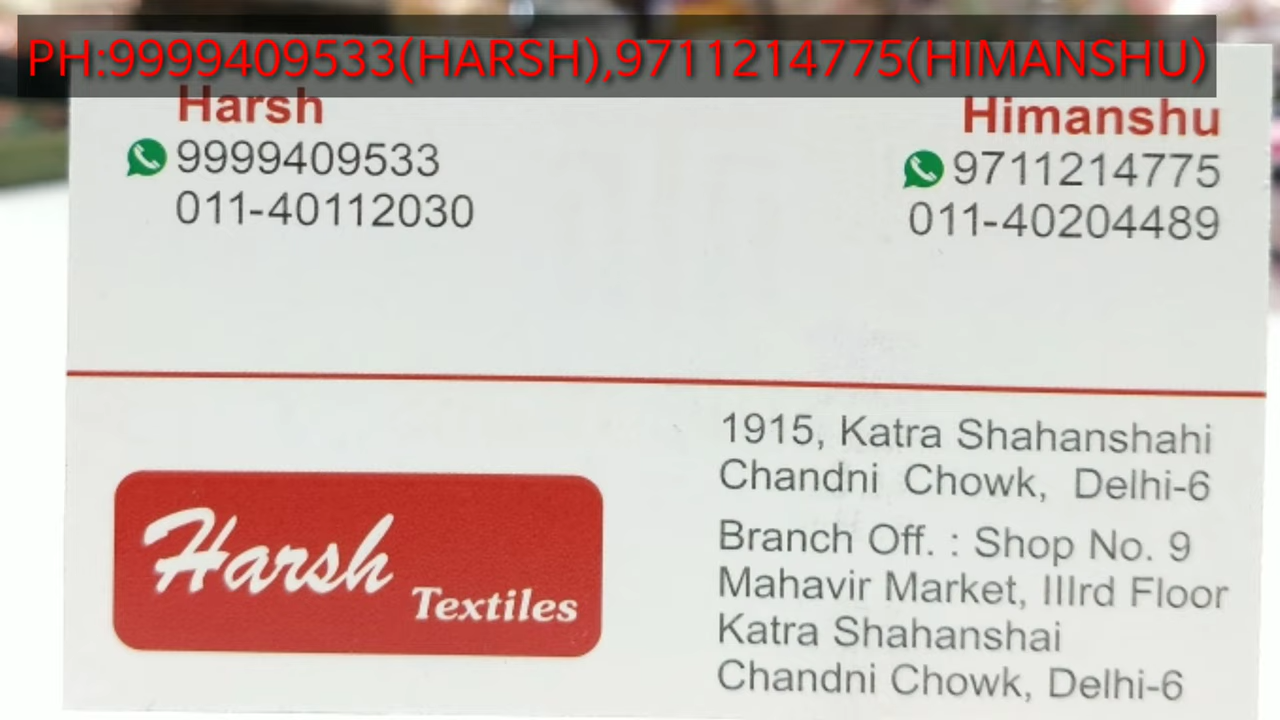 PH:9999409533(HARSH),9711214775(HIMANSHU)
Harsh
9999409533
011-40112030
Himanshu
9711214775
011-40204489
Harsh
Textiles
1915, Katra Shahanshahi
Chandni Chowk, Delhi-6
Branch Off. : Shop No. 9
Mahavir Market, IIIrd Floor
Katra Shahanshai
Chandni Chowk, Delhi-6